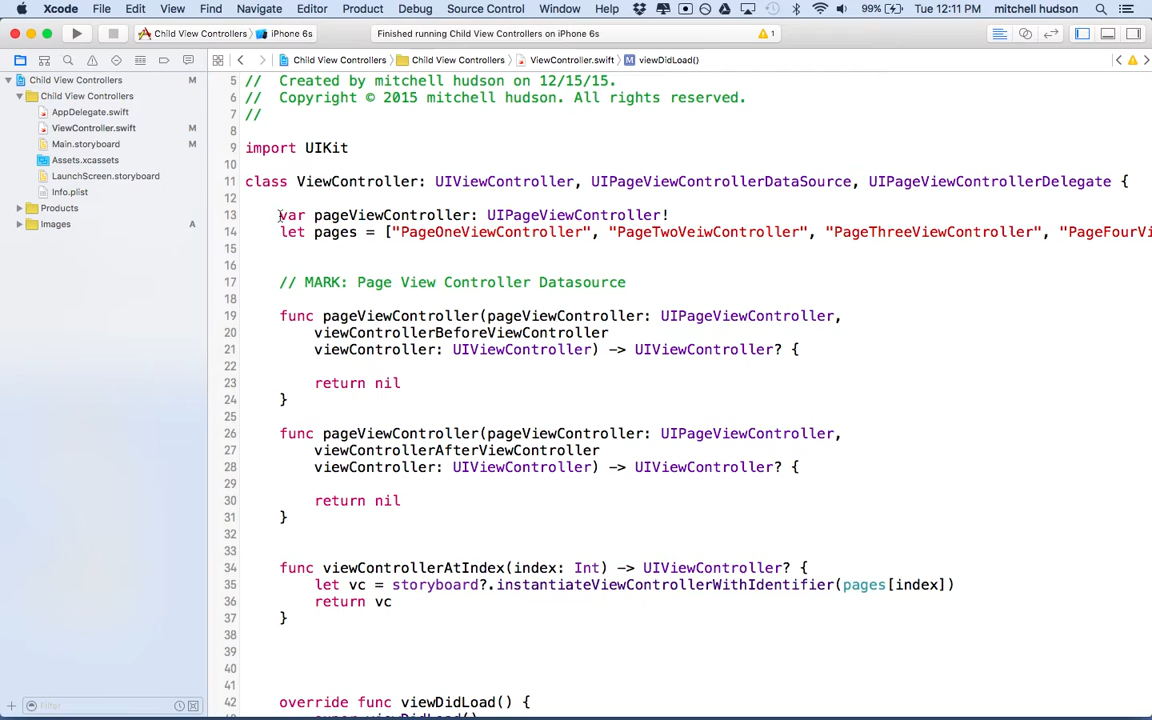 Xcode File Edit View Find Navigate Editor Product Debug Source Control Window Help 99% Tue 12:11 PM mitchell hudson
Child View Controllers iPhone 6s Finished running Child View Controllers on iPhone 6s 1
Child View Controllers Child View Controllers ViewController.swift M viewDidLoad()
Child View Controllers M
Child View Controllers
AppDelegate.swift
ViewController.swift M
Main.storyboard M
Assets.xcassets
LaunchScreen.storyboard
Info.plist
Products
Images A
5 // Created by mitchell hudson on 12/15/15.
6 // Copyright © 2015 mitchell hudson. All rights reserved.
7 //
8
9 import UIKit
10
11 class ViewController: UIViewController, UIPageViewControllerDataSource, UIPageViewControllerDelegate {
12
13 var pageViewController: UIPageViewController!
14 let pages = ["PageOneViewController", "PageTwoVeiwController", "PageThreeViewController", "PageFourVi
15
16
17 // MARK: Page View Controller Datasource
18
19 func pageViewController(pageViewController: UIPageViewController,
20 viewControllerBeforeViewController
21 viewController: UIViewController) -> UIViewController? {
22
23 return nil
24 }
25
26 func pageViewController(pageViewController: UIPageViewController,
27 viewControllerAfterViewController
28 viewController: UIViewController) -> UIViewController? {
29
30 return nil
31 }
32
33
34 func viewControllerAtIndex(index: Int) -> UIViewController? {
35 let vc = storyboard?.instantiateViewControllerWithIdentifier(pages[index])
36 return vc
37 }
38
39
40
41
42 override func viewDidLoad() {
Filter